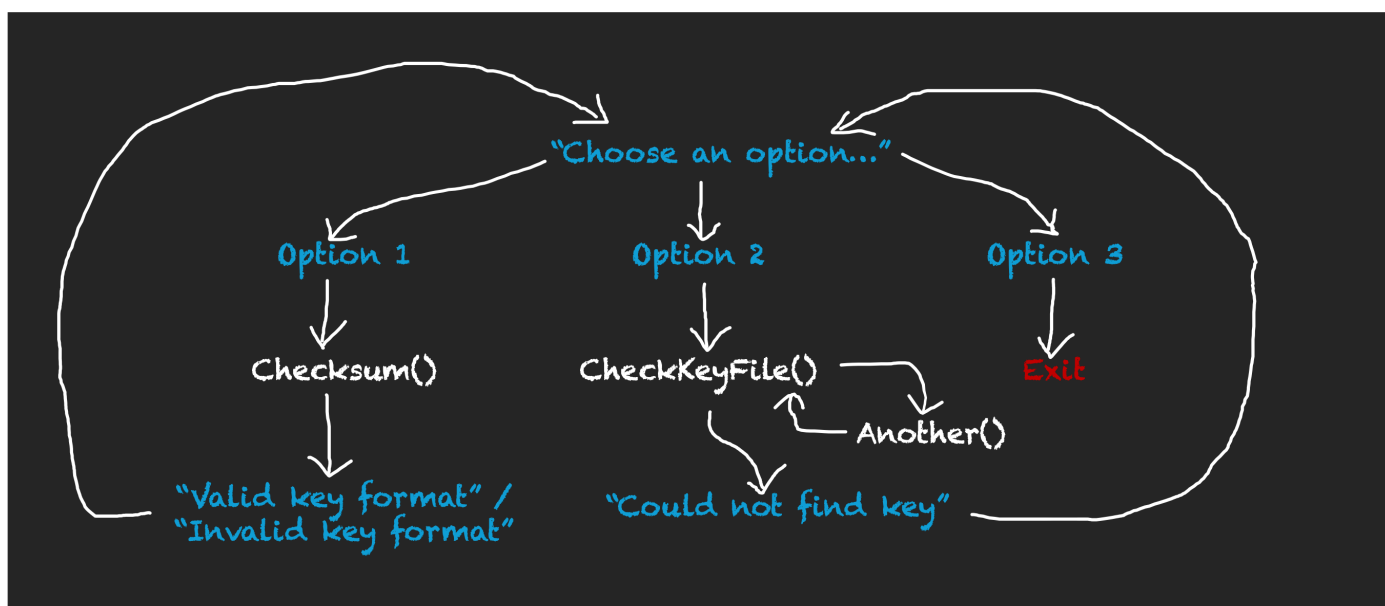 “Choose an option...”
Option 1
Option 2
Option 3
Checksum()
CheckKeyFile()
Exit
Another()
“Valid key format” /
“Invalid key format”
“Could not find key”